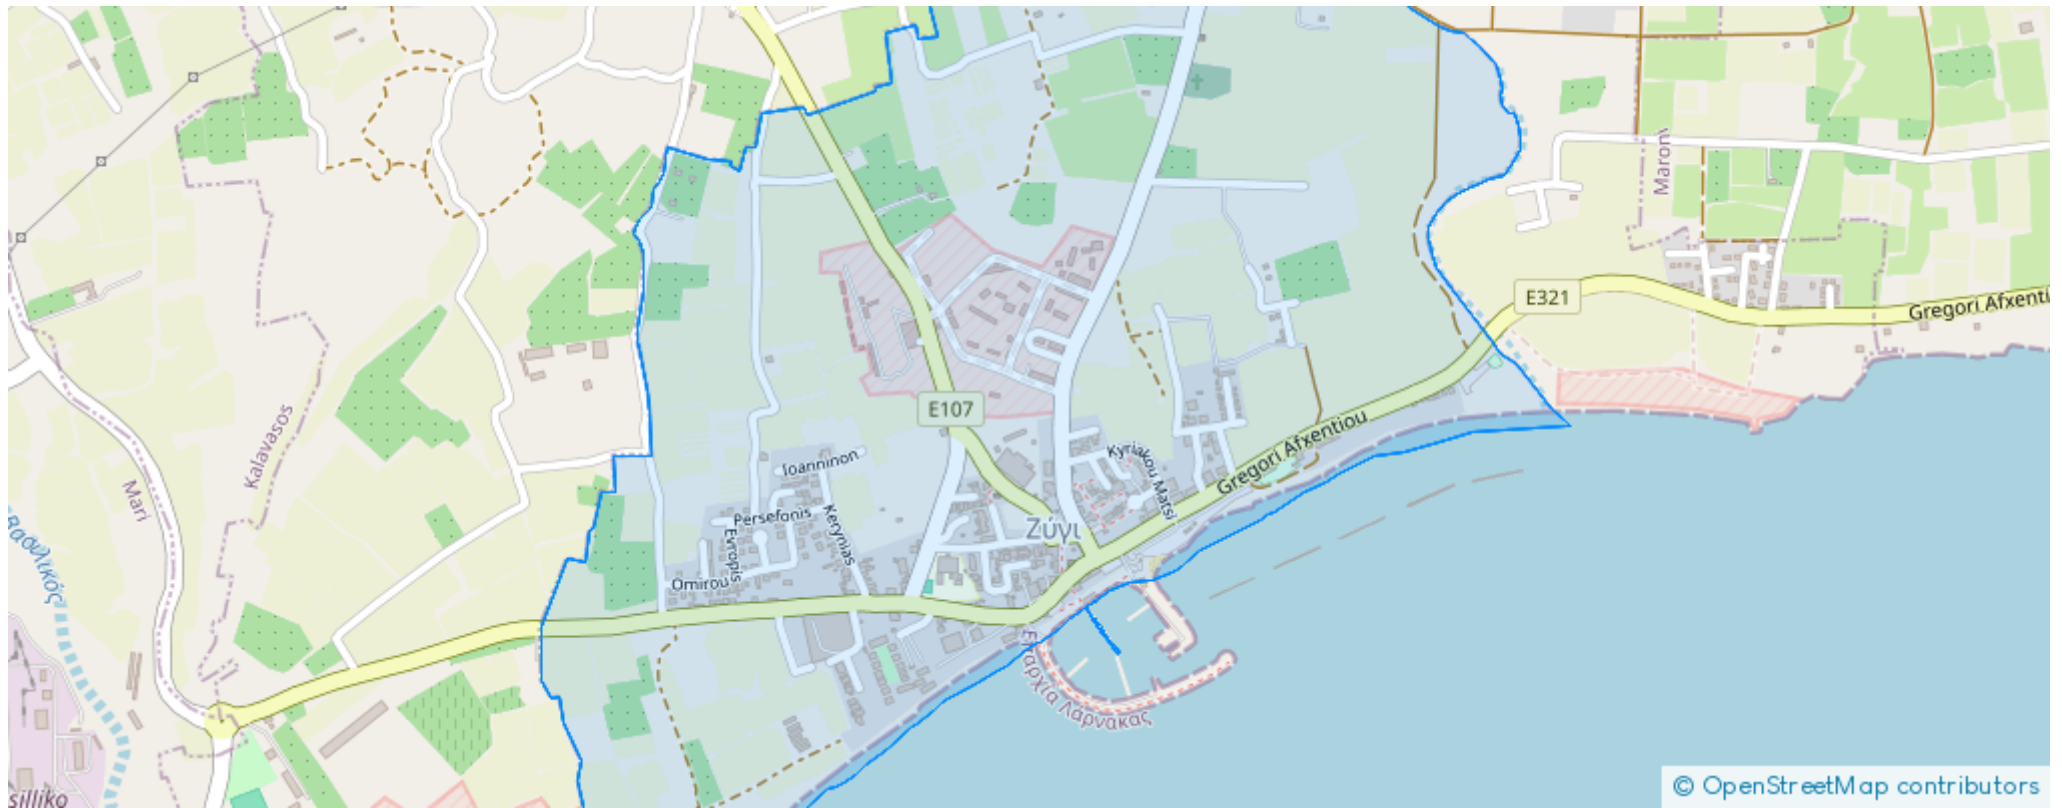 Maroni
E321
Gregori Afxenti
Kalavasos
Mari
E107
Gregori Afxentiou
Kyriakou Matsi
Ioanninon
Persefonis
Kerynias
Evropis
Ζύγι
Omirou
Βασιλικός
Επαρχία Λάρνακας
silliko
© OpenStreetMap contributors